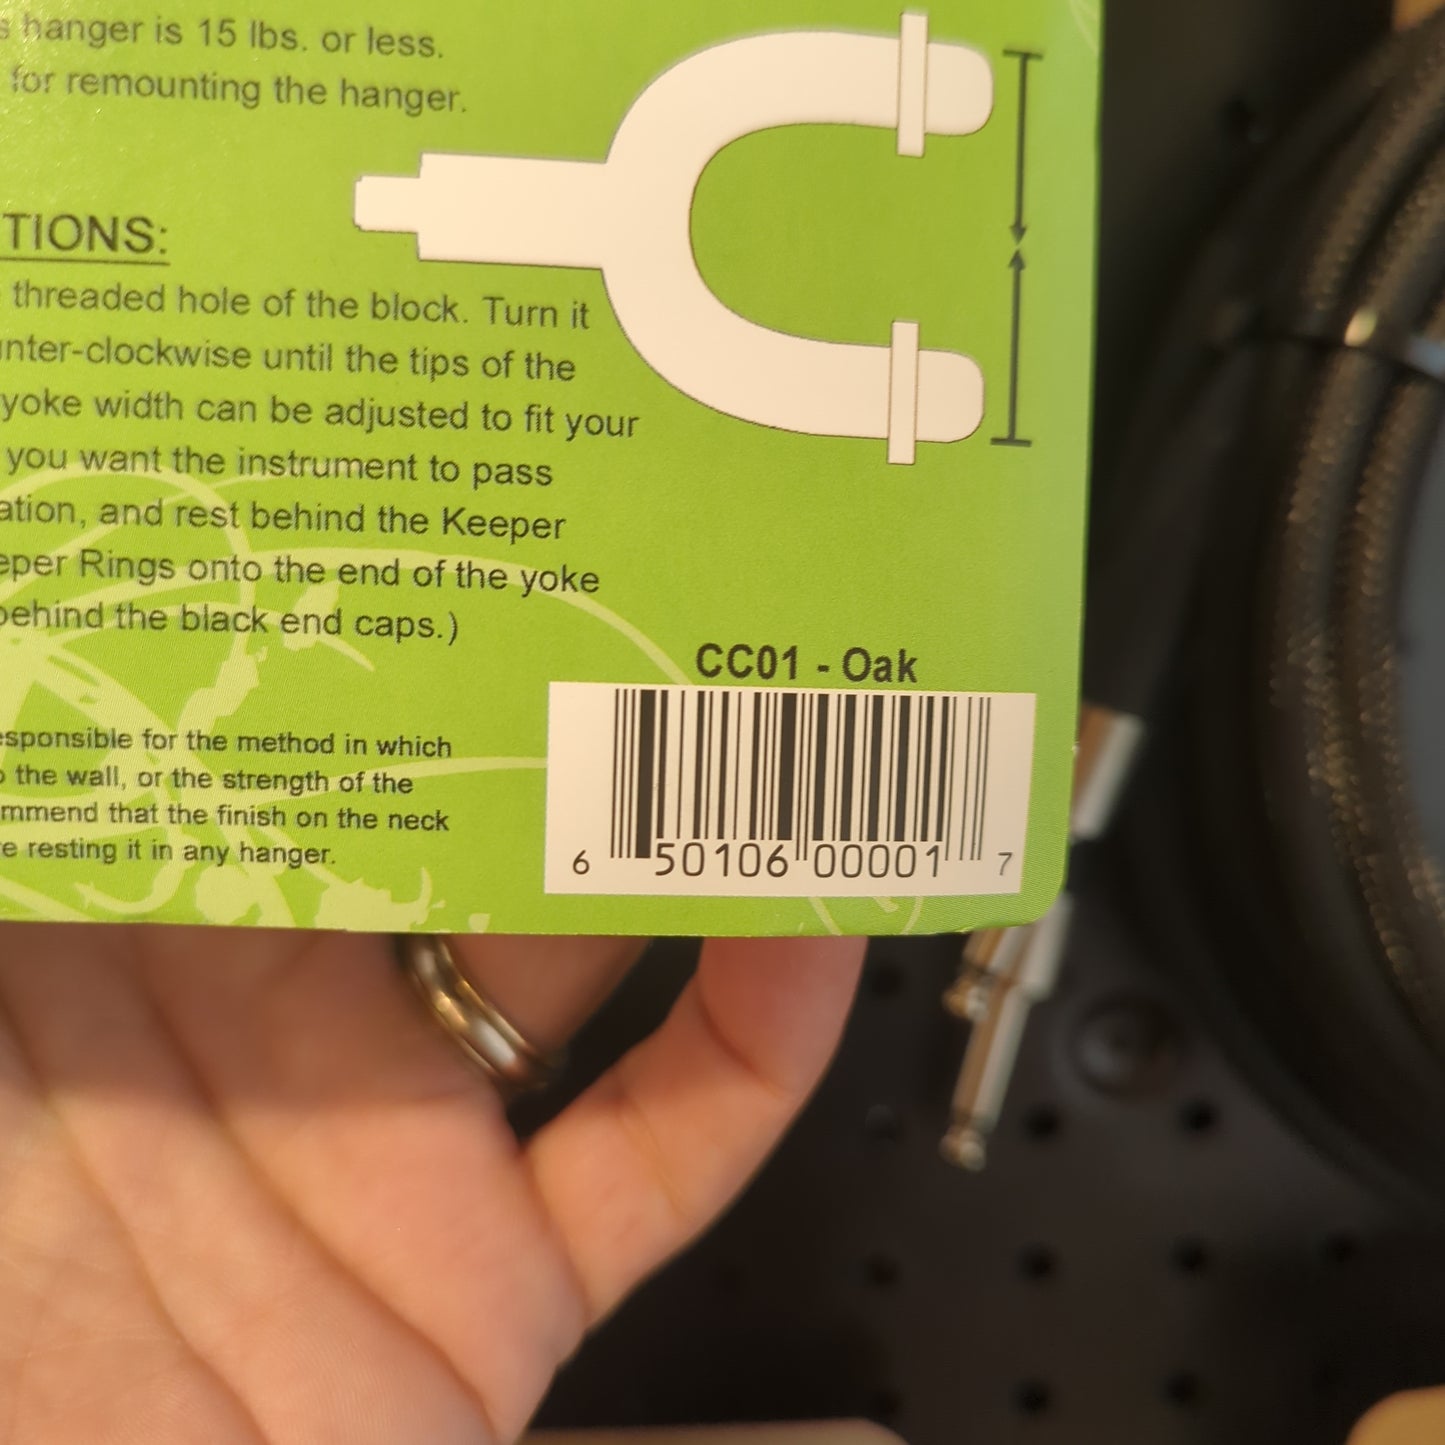 hanger is 15 lbs. or less.
for remounting the hanger.
TIONS:
threaded hole of the block. Turn it
unter-clockwise until the tips of the
yoke width can be adjusted to fit your
you want the instrument to pass
ation, and rest behind the Keeper
eper Rings onto the end of the yoke
behind the black end caps.)
CC01 - Oak
esponsible for the method in which
the wall, or the strength of the
mmend that the finish on the neck
e resting it in any hanger.
6 50106 00001 7